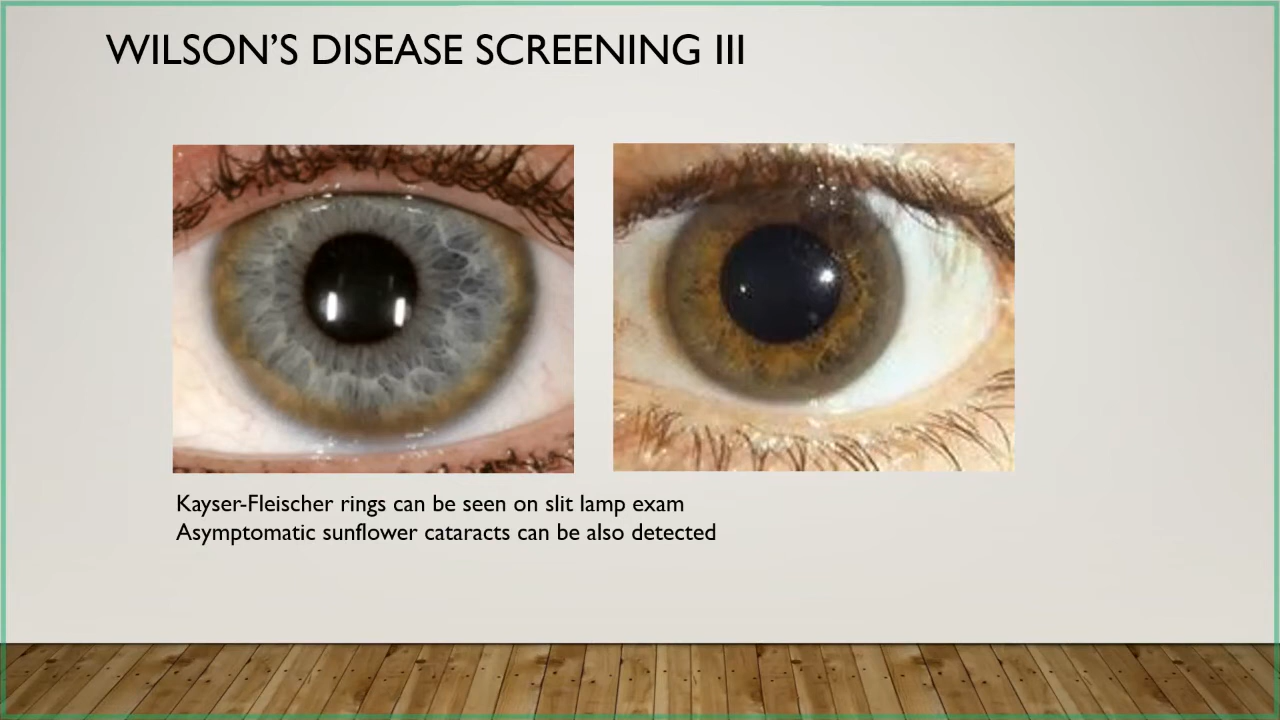 WILSON’S DISEASE SCREENING III
Kayser-Fleischer rings can be seen on slit lamp exam
Asymptomatic sunflower cataracts can be also detected